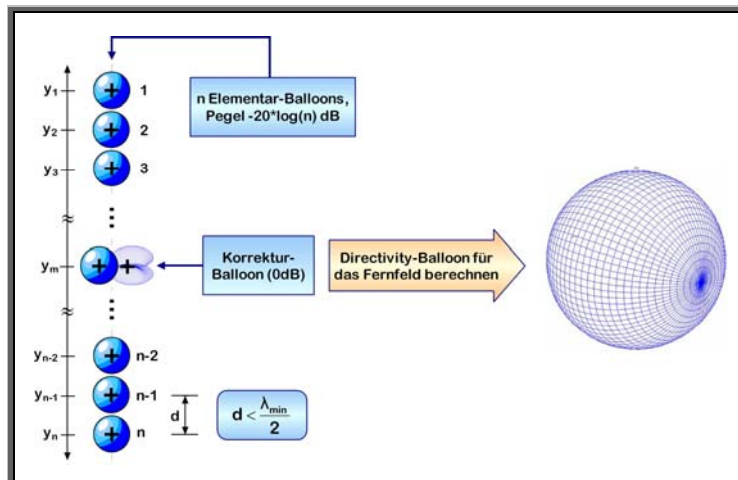 y1
1
n Elementar-Balloons,
Pegel -20*log(n) dB
y2
2
y3
3
ym
Korrektur-
Balloon (0dB)
Directivity-Balloon für
das Fernfeld berechnen
yn-2
n-2
yn-1
n-1
d
d < λmin
2
yn
n